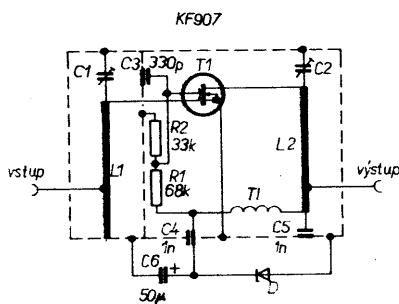 KF907
C1
C3
330p
T1
C2
R2
33k
vstup
L1
R1
68k
L2
výstup
Tl
C4
1n
C5
1n
C6
+
50µ
D